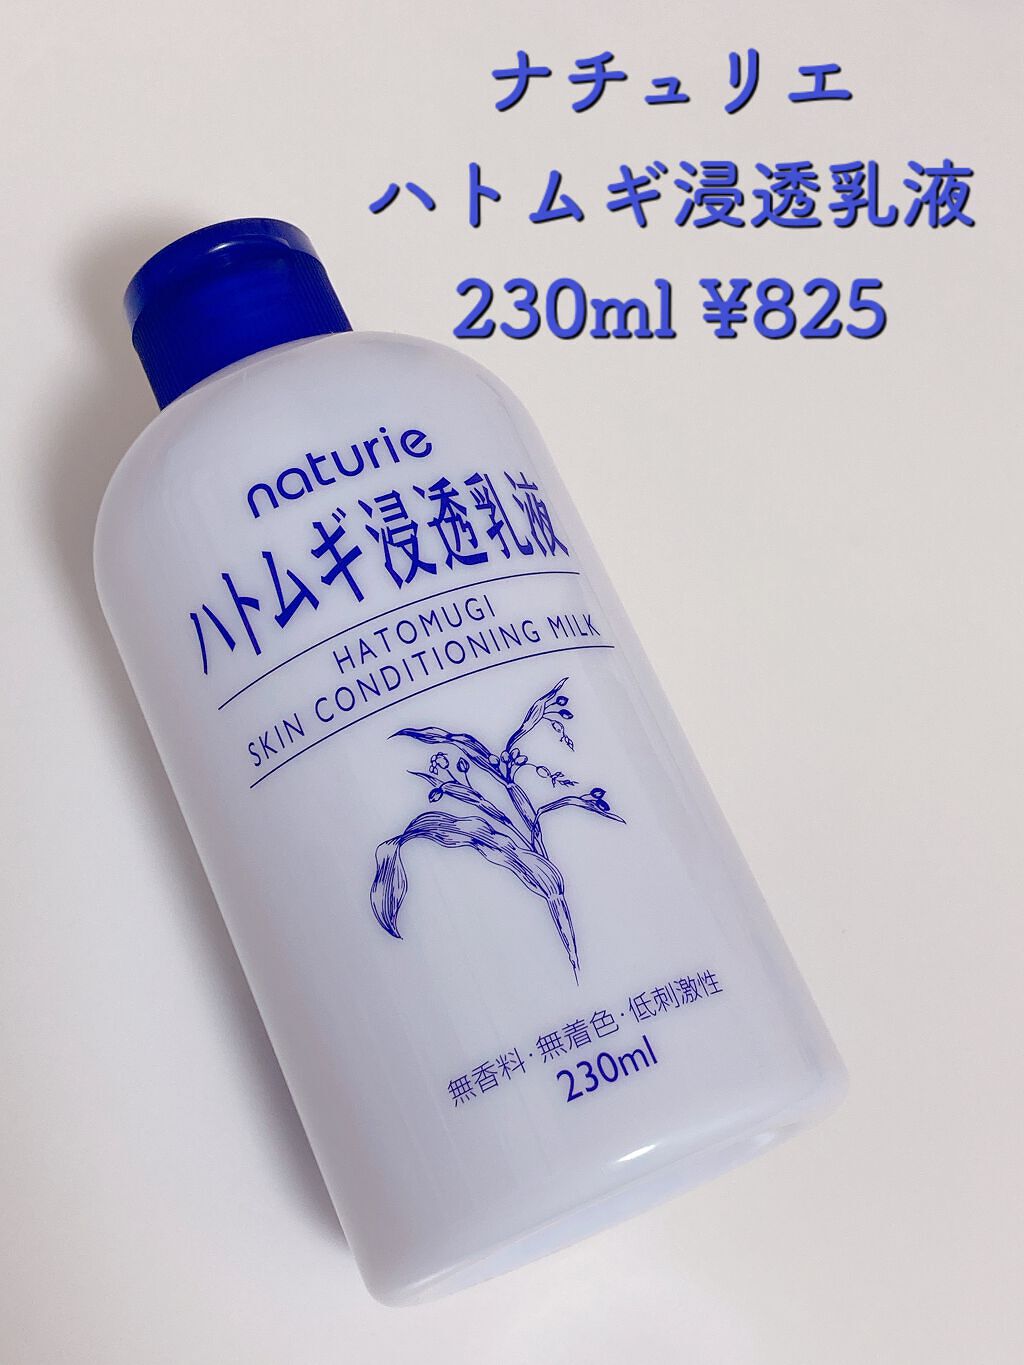 ナチュリエ
ハトムギ浸透乳液
230ml ¥825
naturie
ハトムギ浸透乳液
HATOMUGI
SKIN CONDITIONING MILK
無香料・無着色・低刺激性
230ml